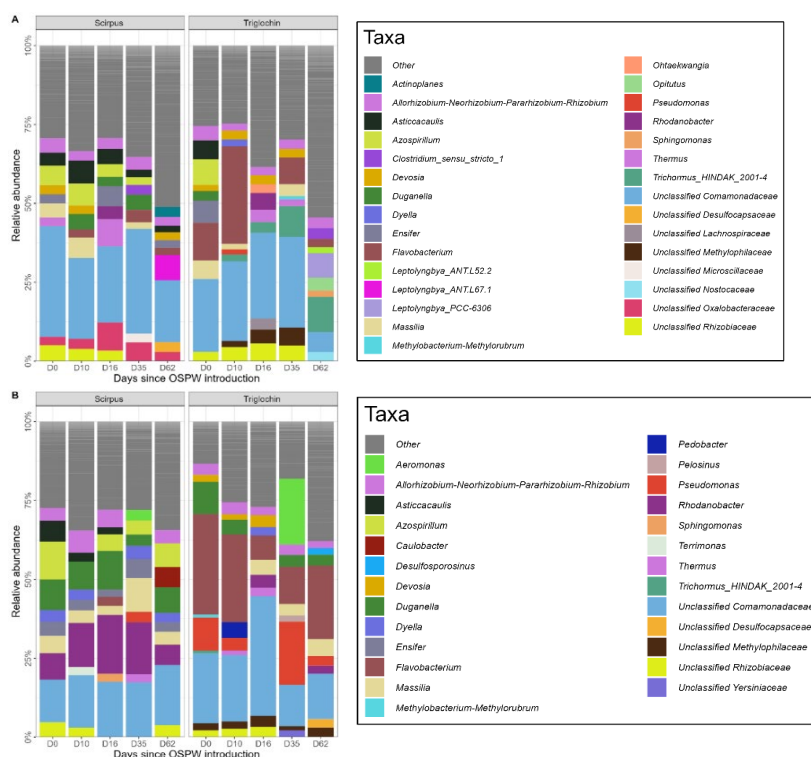 A
Scirpus
Triglochin
100%
75%
50%
25%
0%
Relative abundance
D0 D10 D16 D35 D62 D0 D10 D16 D35 D62
Days since OSPW introduction
Taxa
Other
Actinoplanes
Allorhizobium-Neorhizobium-Pararhizobium-Rhizobium
Asticcacaulis
Azospirillum
Clostridium_sensu_stricto_1
Devosia
Duganella
Dyella
Ensifer
Flavobacterium
Leptolyngbya_ANT.L52.2
Leptolyngbya_ANT.L67.1
Leptolyngbya_PCC-6306
Massilia
Methylobacterium-Methylorubrum
Ohtaekwangia
Opitutus
Pseudomonas
Rhodanobacter
Sphingomonas
Thermus
Trichormus_HINDAK_2001-4
Unclassified Comamonadaceae
Unclassified Desulfocapsaceae
Unclassified Lachnospiraceae
Unclassified Methylophilaceae
Unclassified Microscillaceae
Unclassified Nostocaceae
Unclassified Oxalobacteraceae
Unclassified Rhizobiaceae
B
Scirpus
Triglochin
100%
75%
50%
25%
0%
Relative abundance
D0 D10 D16 D35 D62 D0 D10 D16 D35 D62
Days since OSPW introduction
Taxa
Other
Aeromonas
Allorhizobium-Neorhizobium-Pararhizobium-Rhizobium
Asticcacaulis
Azospirillum
Caulobacter
Desulfosporosinus
Devosia
Duganella
Dyella
Ensifer
Flavobacterium
Massilia
Methylobacterium-Methylorubrum
Pedobacter
Pelosinus
Pseudomonas
Rhodanobacter
Sphingomonas
Terrimonas
Thermus
Trichormus_HINDAK_2001-4
Unclassified Comamonadaceae
Unclassified Desulfocapsaceae
Unclassified Methylophilaceae
Unclassified Rhizobiaceae
Unclassified Yersiniaceae